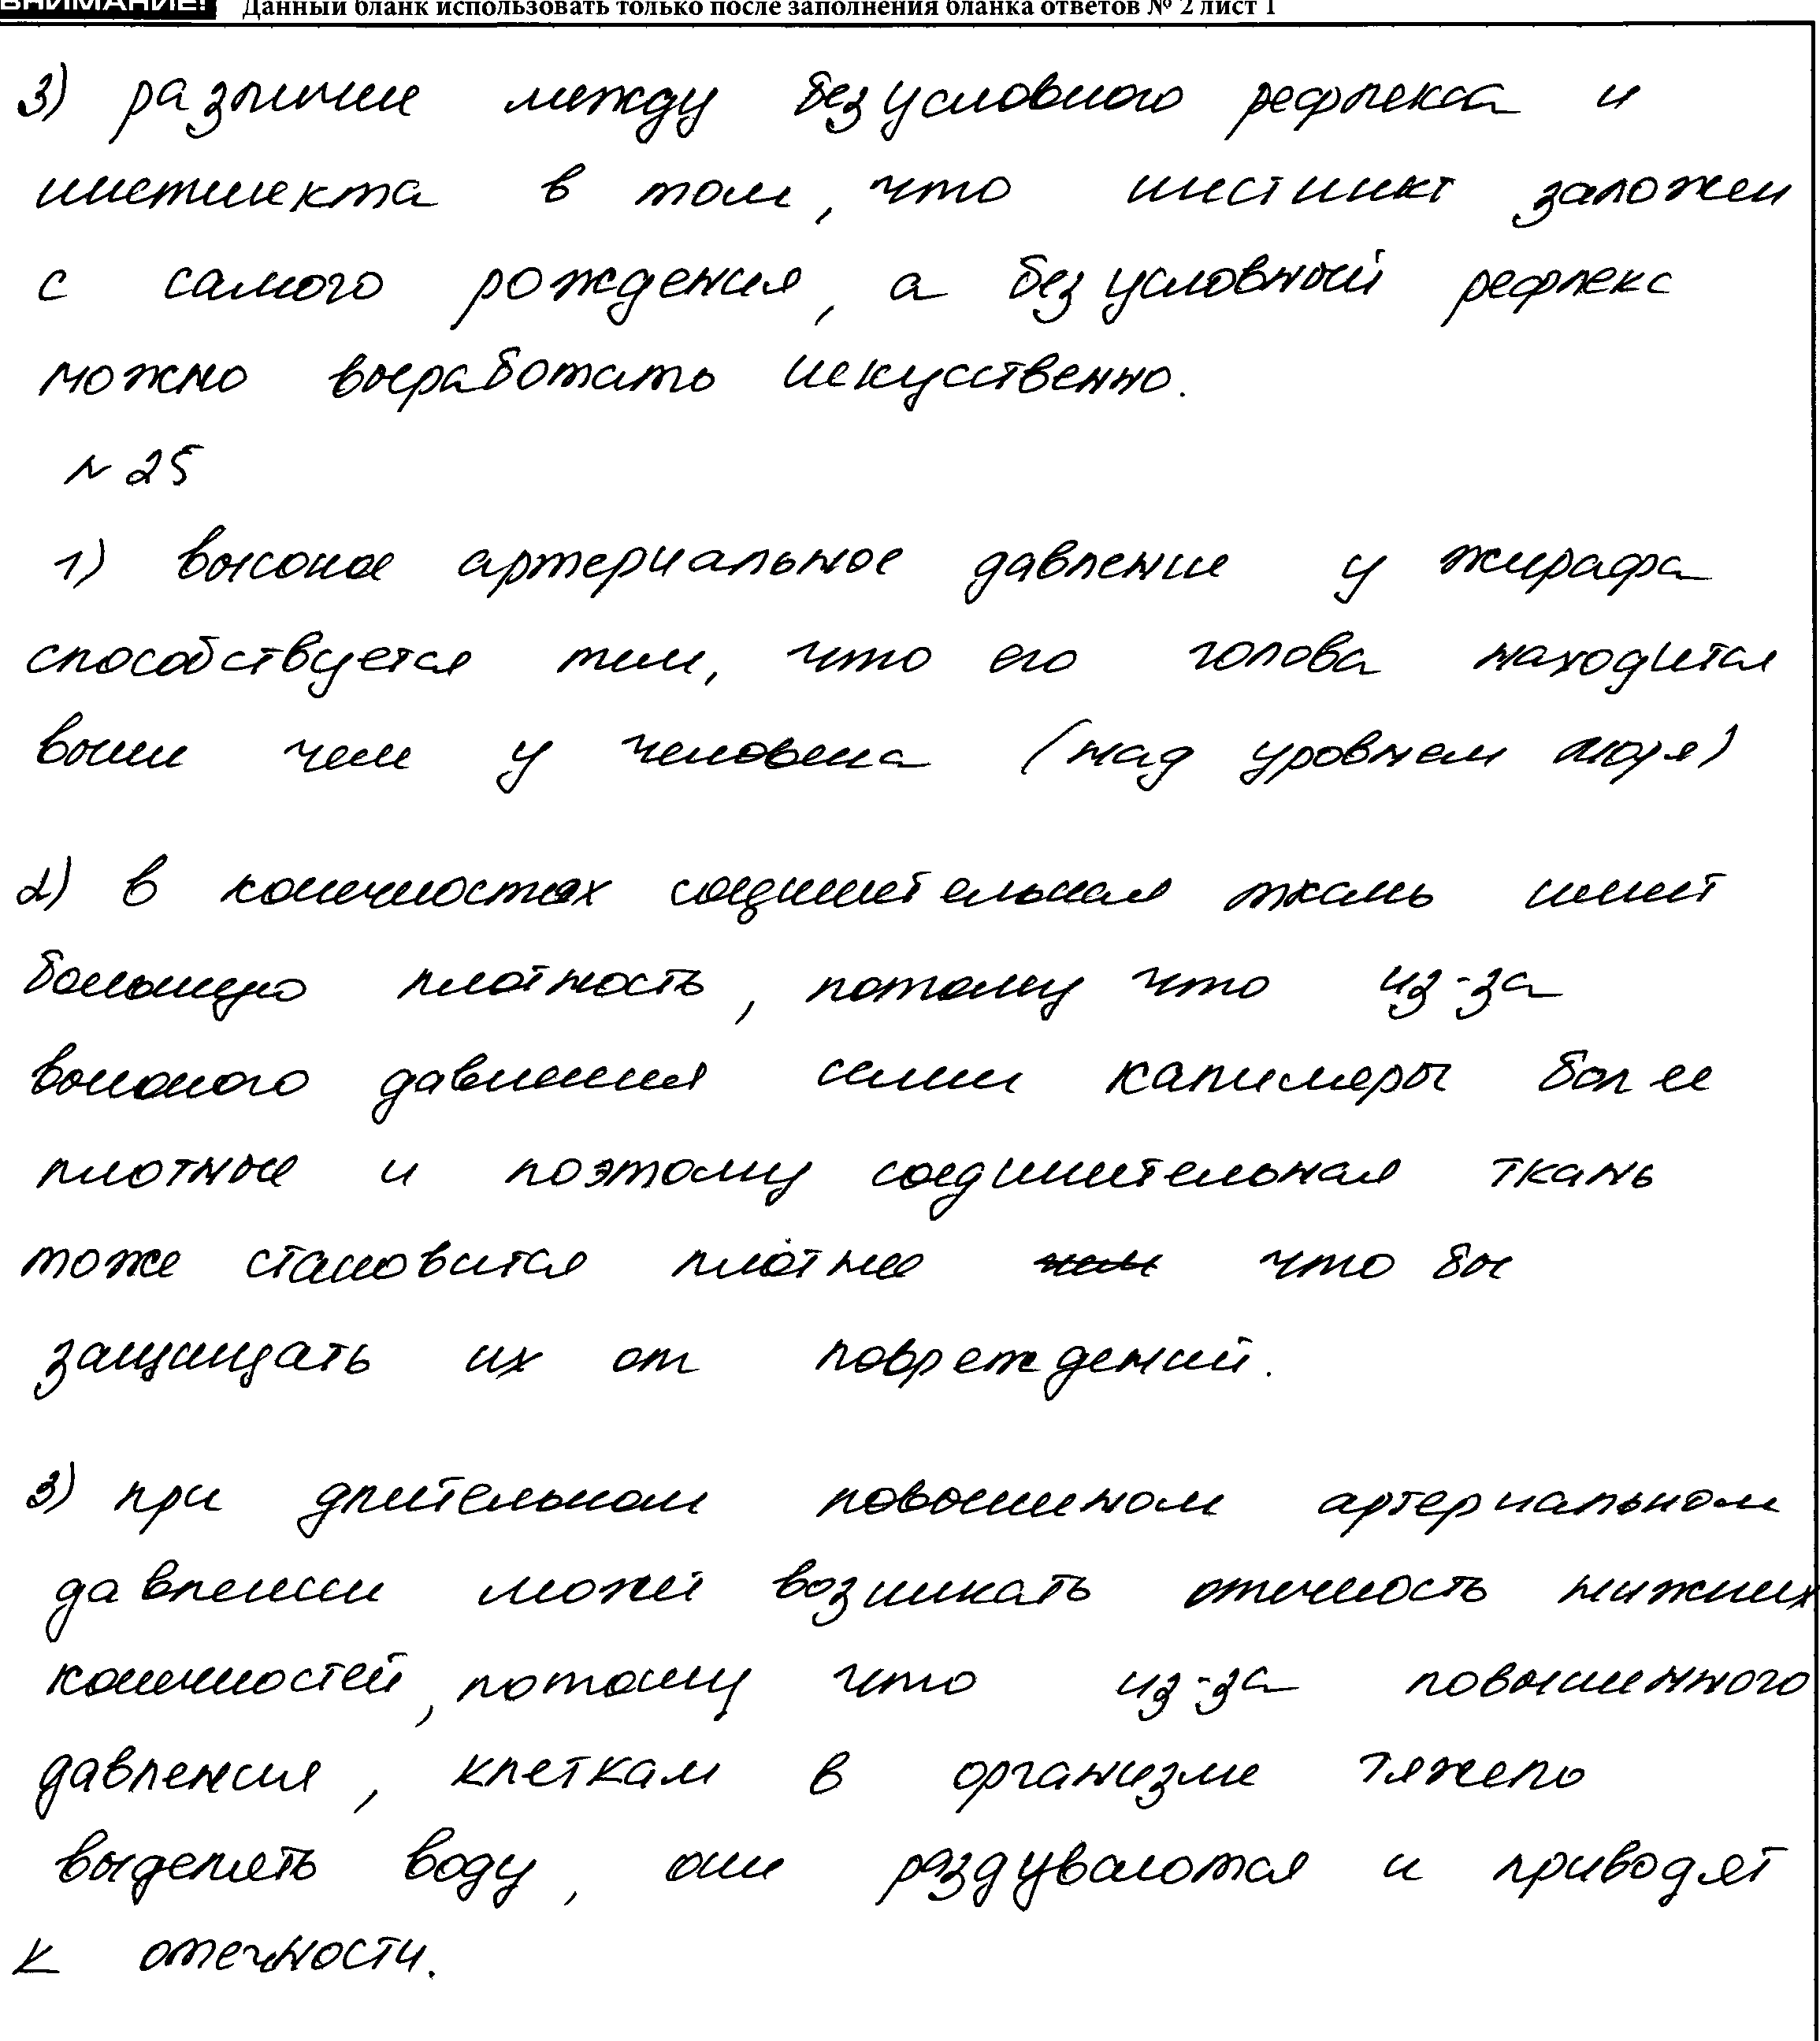 ВНИМАНИЕ! Данный бланк использовать только после заполнения бланка ответов № 2 лист 1
3) различие между безусловного рефлекса и
инстинкта в том, что инстинкт заложен
с самого рождения, а безусловный рефлекс
можно выработать искусственно.
№ 25
1) высокое артериальное давление у жирафа
способствуется тем, что его голова находится
выше чем у человека (над уровнем моря)
2) в конечностях соединительная ткань имеет
большую плотность, потому что из-за
высокого давления сами капилляры более
плотные и поэтому соединительная ткань
тоже становится плотнее что бы
защищать их от повреждений.
3) при длительном повышеном артериальном
давлении может возникать отечность нижних
конечностей, потому что из-за повышенного
давления, клеткам в организме тяжело
выделять воду, они раздуваются и приводят
к отечности.